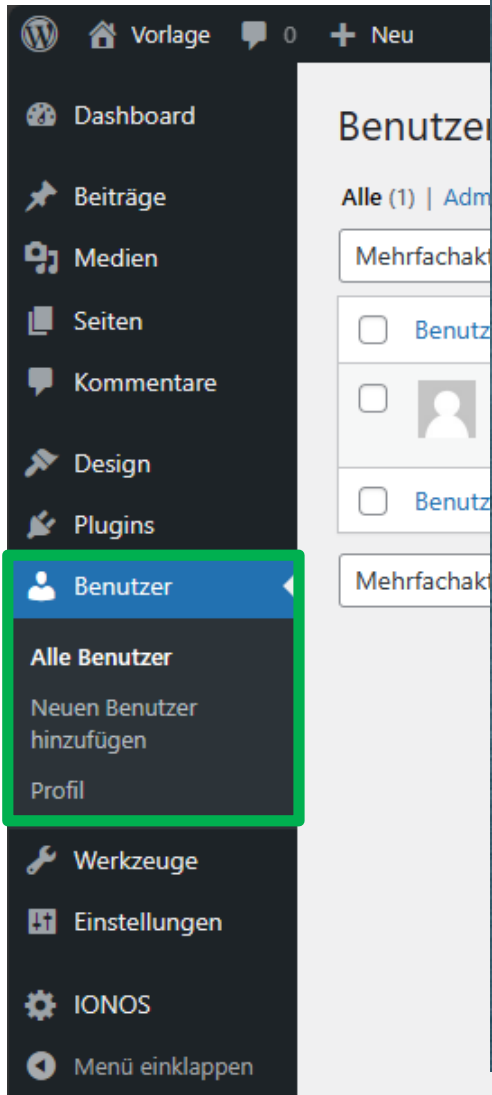 Vorlage 0 + Neu
Dashboard
Beiträge
Medien
Seiten
Kommentare
Design
Plugins
Benutzer
Alle Benutzer
Neuen Benutzer
hinzufügen
Profil
Werkzeuge
Einstellungen
IONOS
Menü einklappen
Benutzer
Alle (1) | Adm
Mehrfachakt
Benutz
Benutz
Mehrfachakt